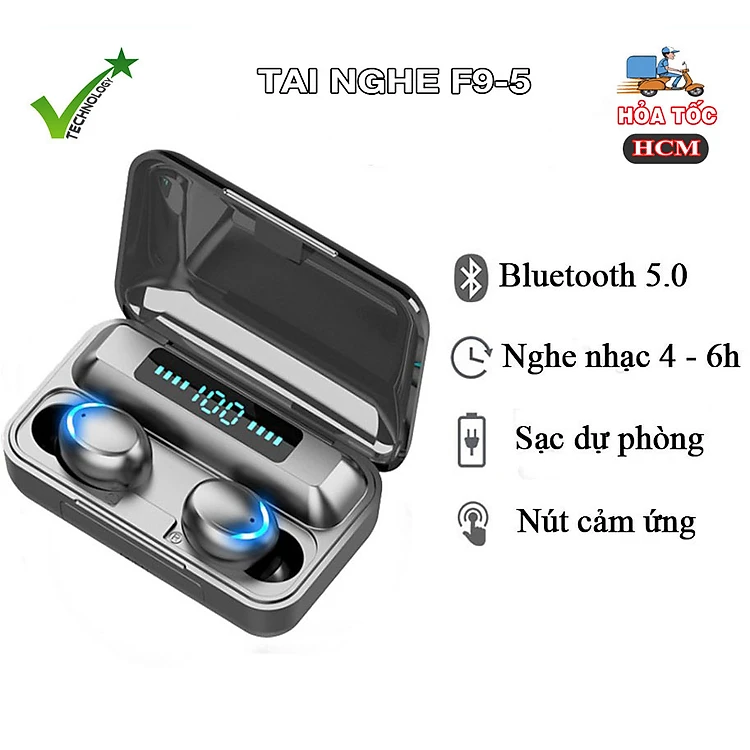 TECHNOLOGY
TAI NGHE F9-5
HỎA TỐC
HCM
Bluetooth 5.0
Nghe nhạc 4 - 6h
100
Sạc dự phòng
Nút cảm ứng